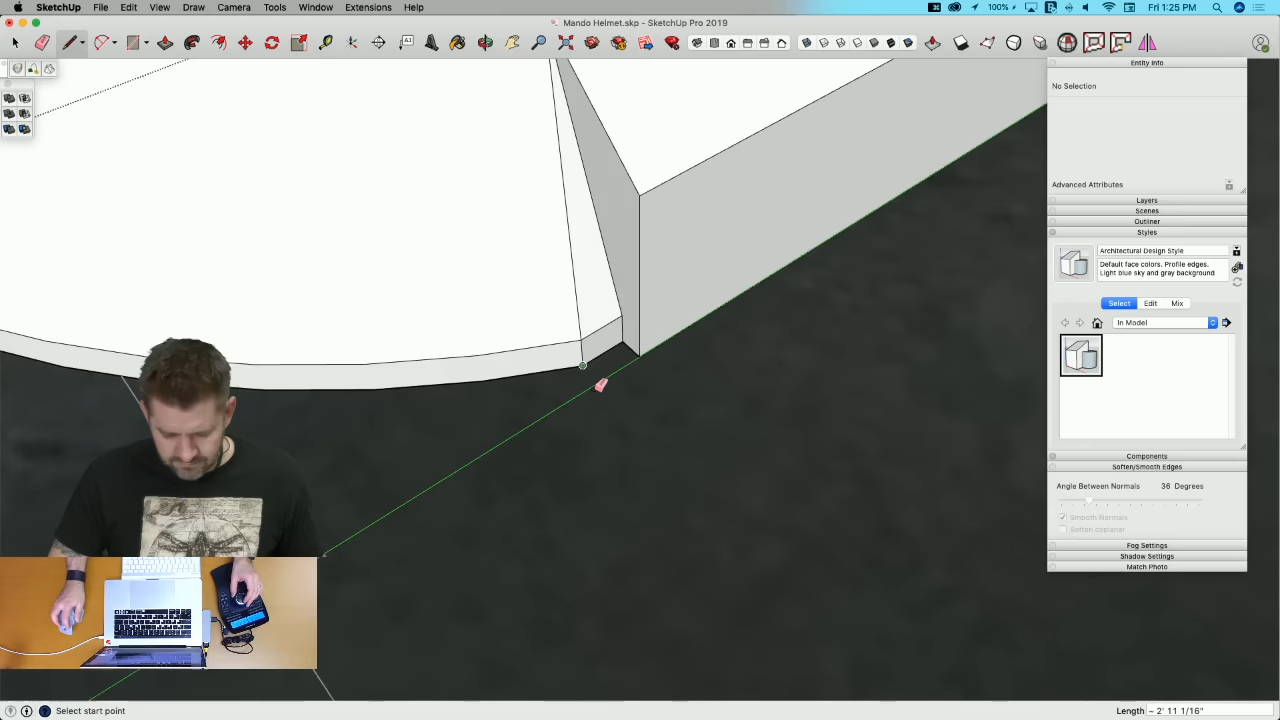 SketchUp File Edit View Draw Camera Tools Window Extensions Help 100% Fri 1:25 PM
Mando Helmet.skp - SketchUp Pro 2019
Entity Info
No Selection
Advanced Attributes
Layers
Scenes
Outliner
Styles
Architectural Design Style
Default face colors. Profile edges.
Light blue sky and gray background
Select Edit Mix
In Model
Components
Soften/Smooth Edges
Angle Between Normals 36 Degrees
Smooth Normals
Soften coplanar
Fog Settings
Shadow Settings
Match Photo
Select start point
Length ~ 2' 11 1/16"